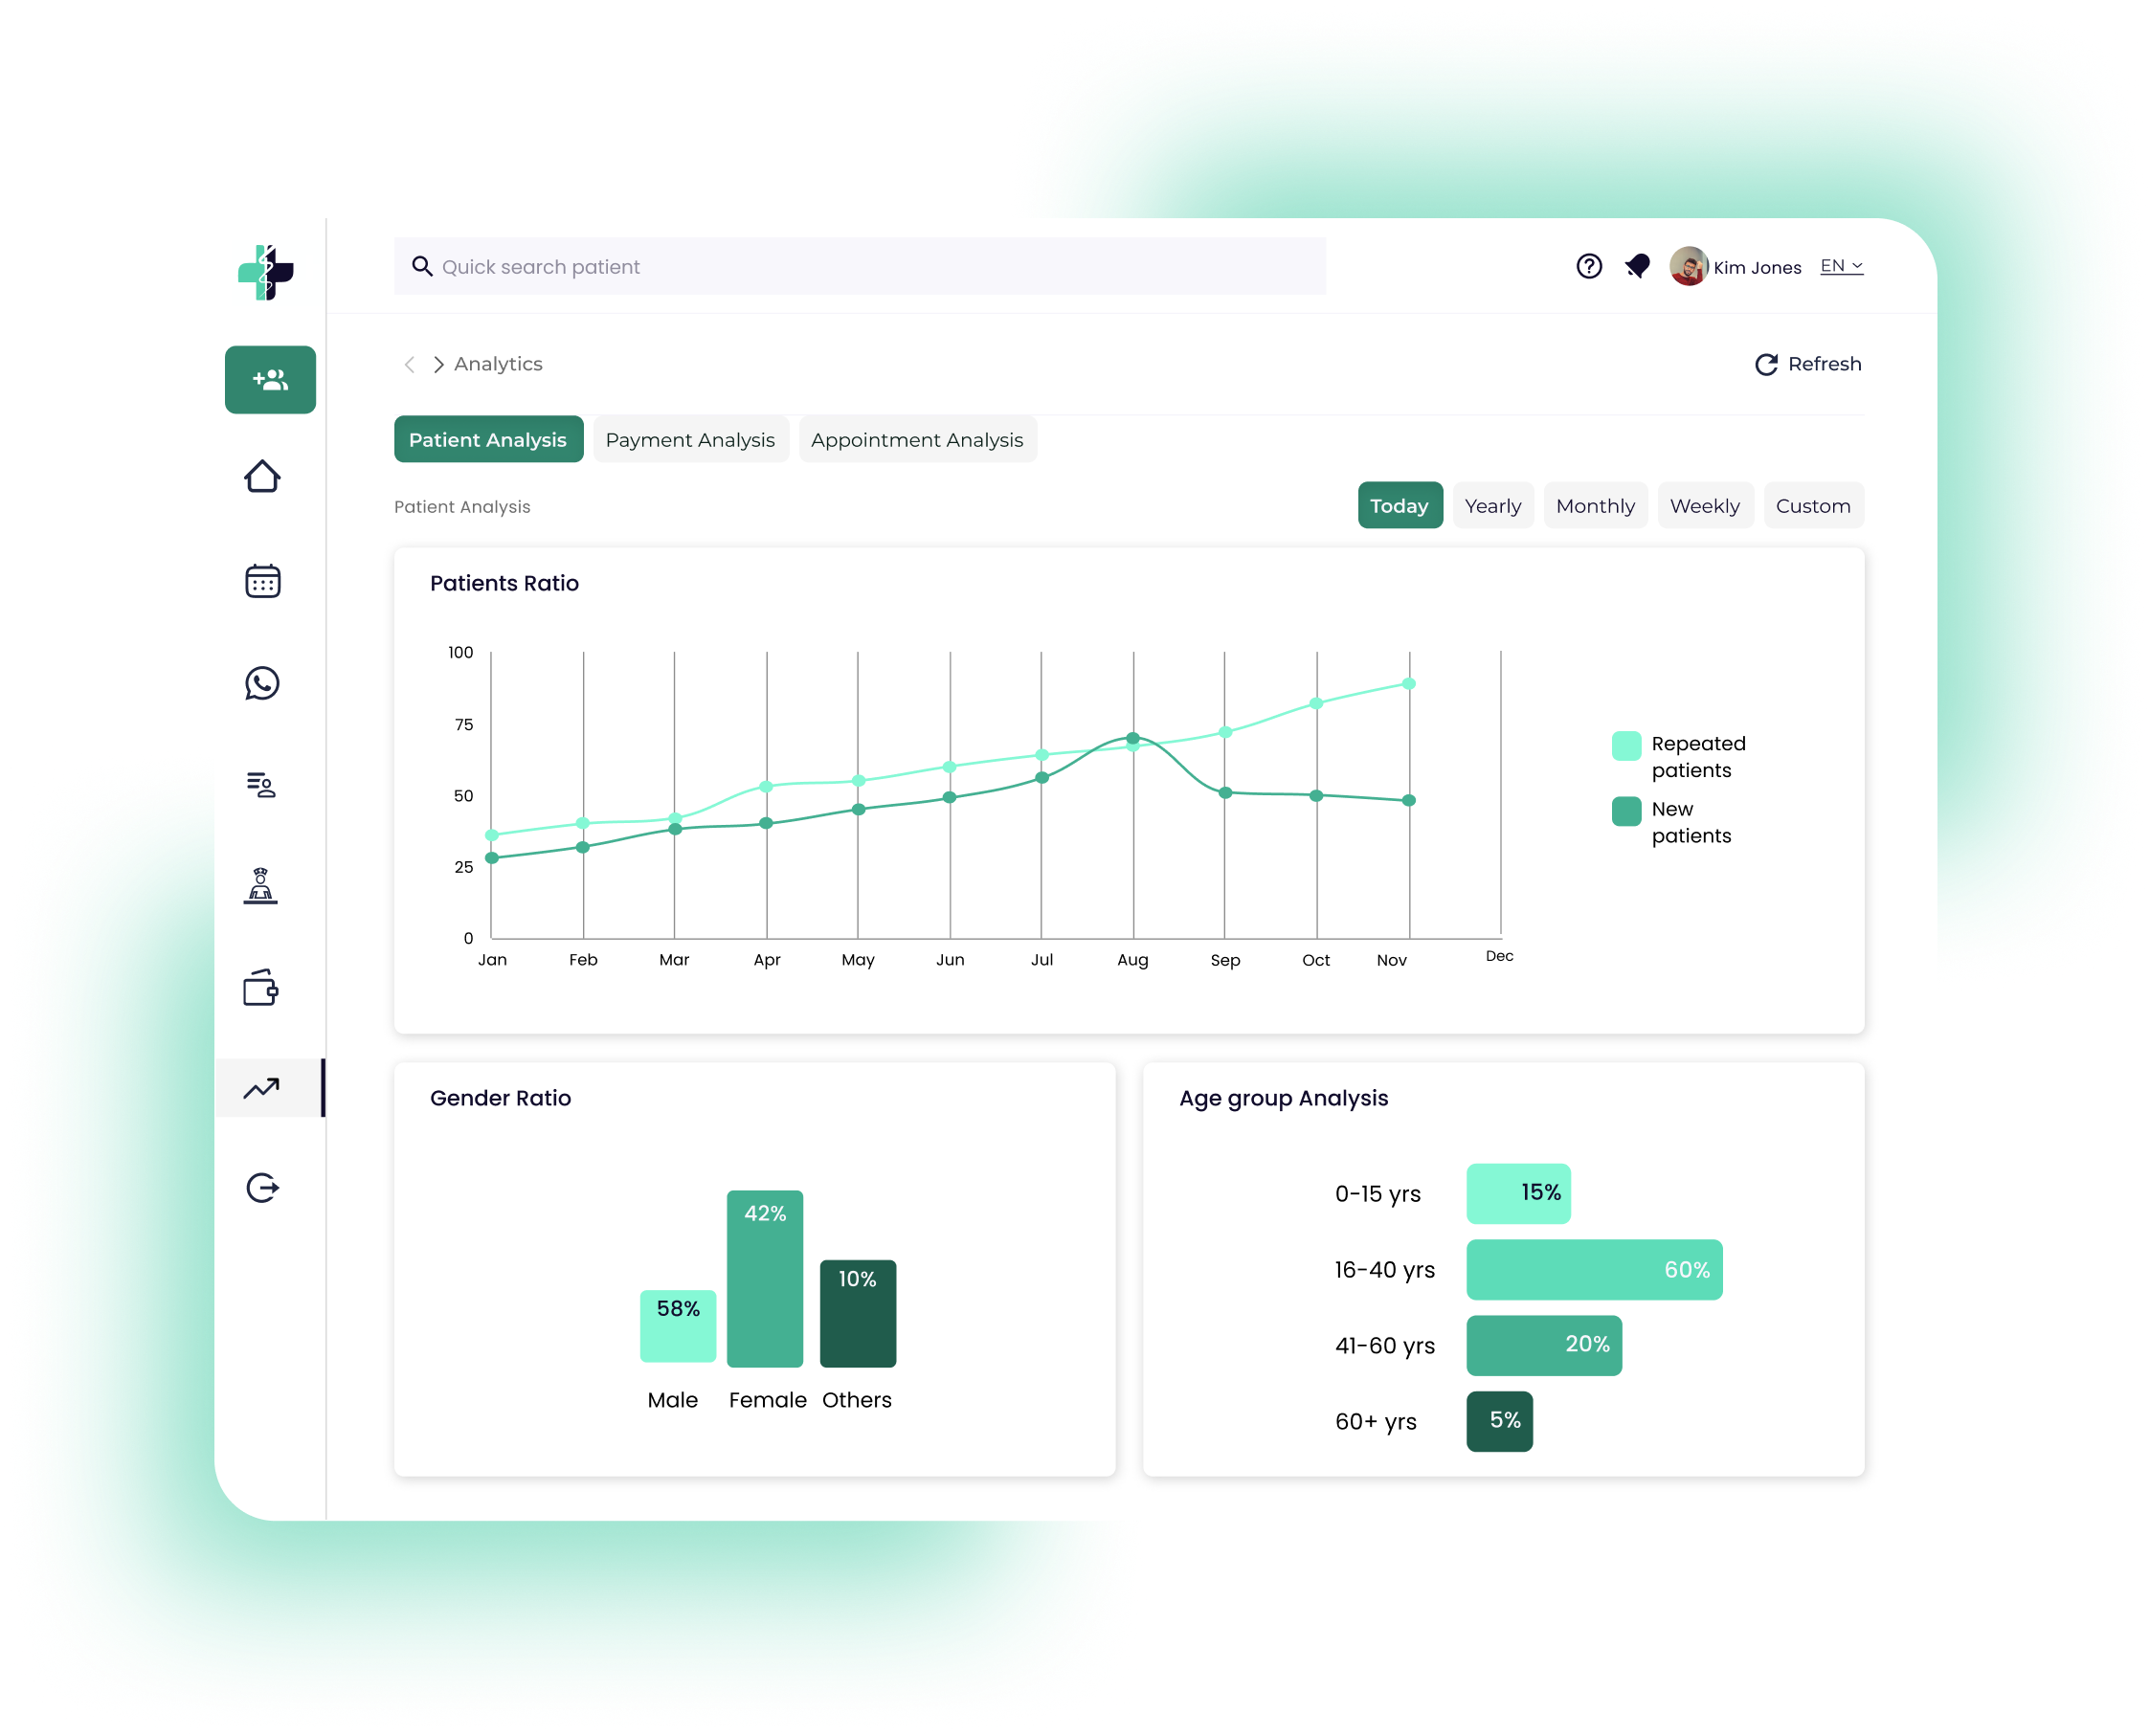 Quick search patient
Kim Jones
EN
Analytics
Refresh
Patient Analysis
Payment Analysis
Appointment Analysis
Patient Analysis
Today
Yearly
Monthly
Weekly
Custom
Patients Ratio
100
75
50
25
0
Jan
Feb
Mar
Apr
May
Jun
Jul
Aug
Sep
Oct
Nov
Dec
Repeated
patients
New
patients
Gender Ratio
58%
42%
10%
Male
Female
Others
Age group Analysis
0-15 yrs
15%
16-40 yrs
60%
41-60 yrs
20%
60+ yrs
5%